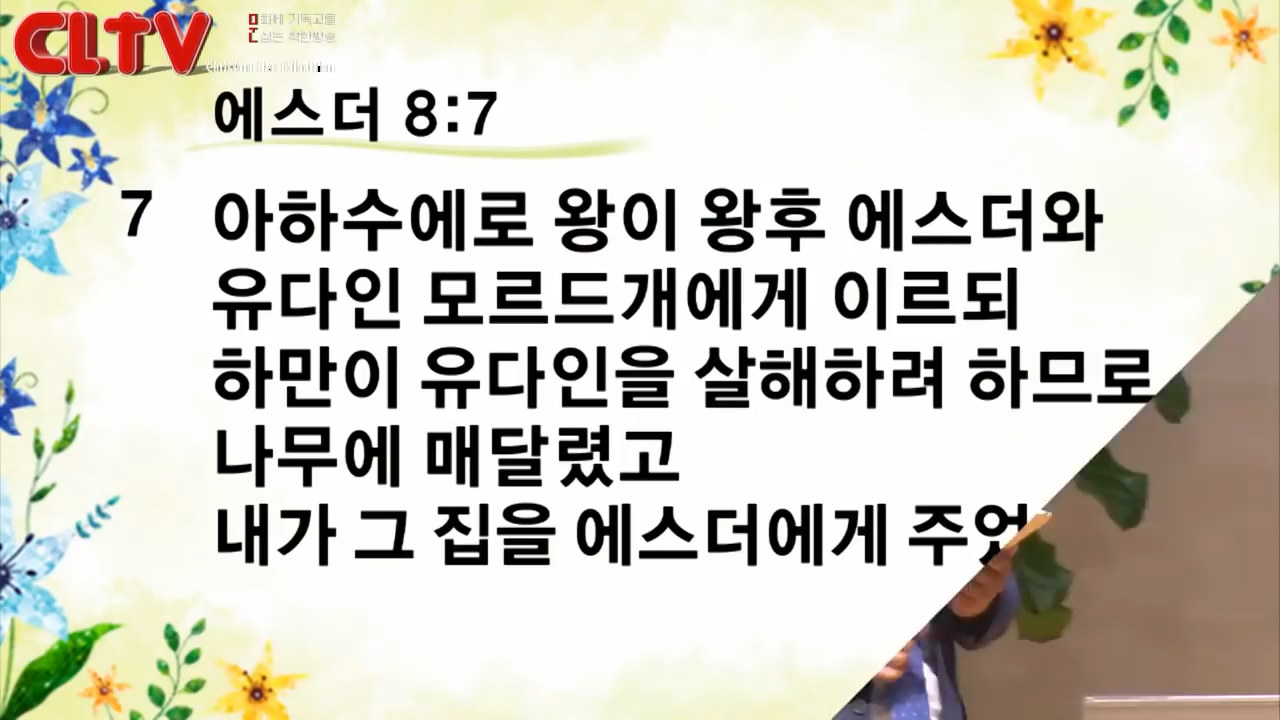 CLTV
에스더 8:7
7 아하수에로 왕이 왕후 에스더와
유다인 모르드개에게 이르되
하만이 유다인을 살해하려 하므로
나무에 매달렸고
내가 그 집을 에스더에게